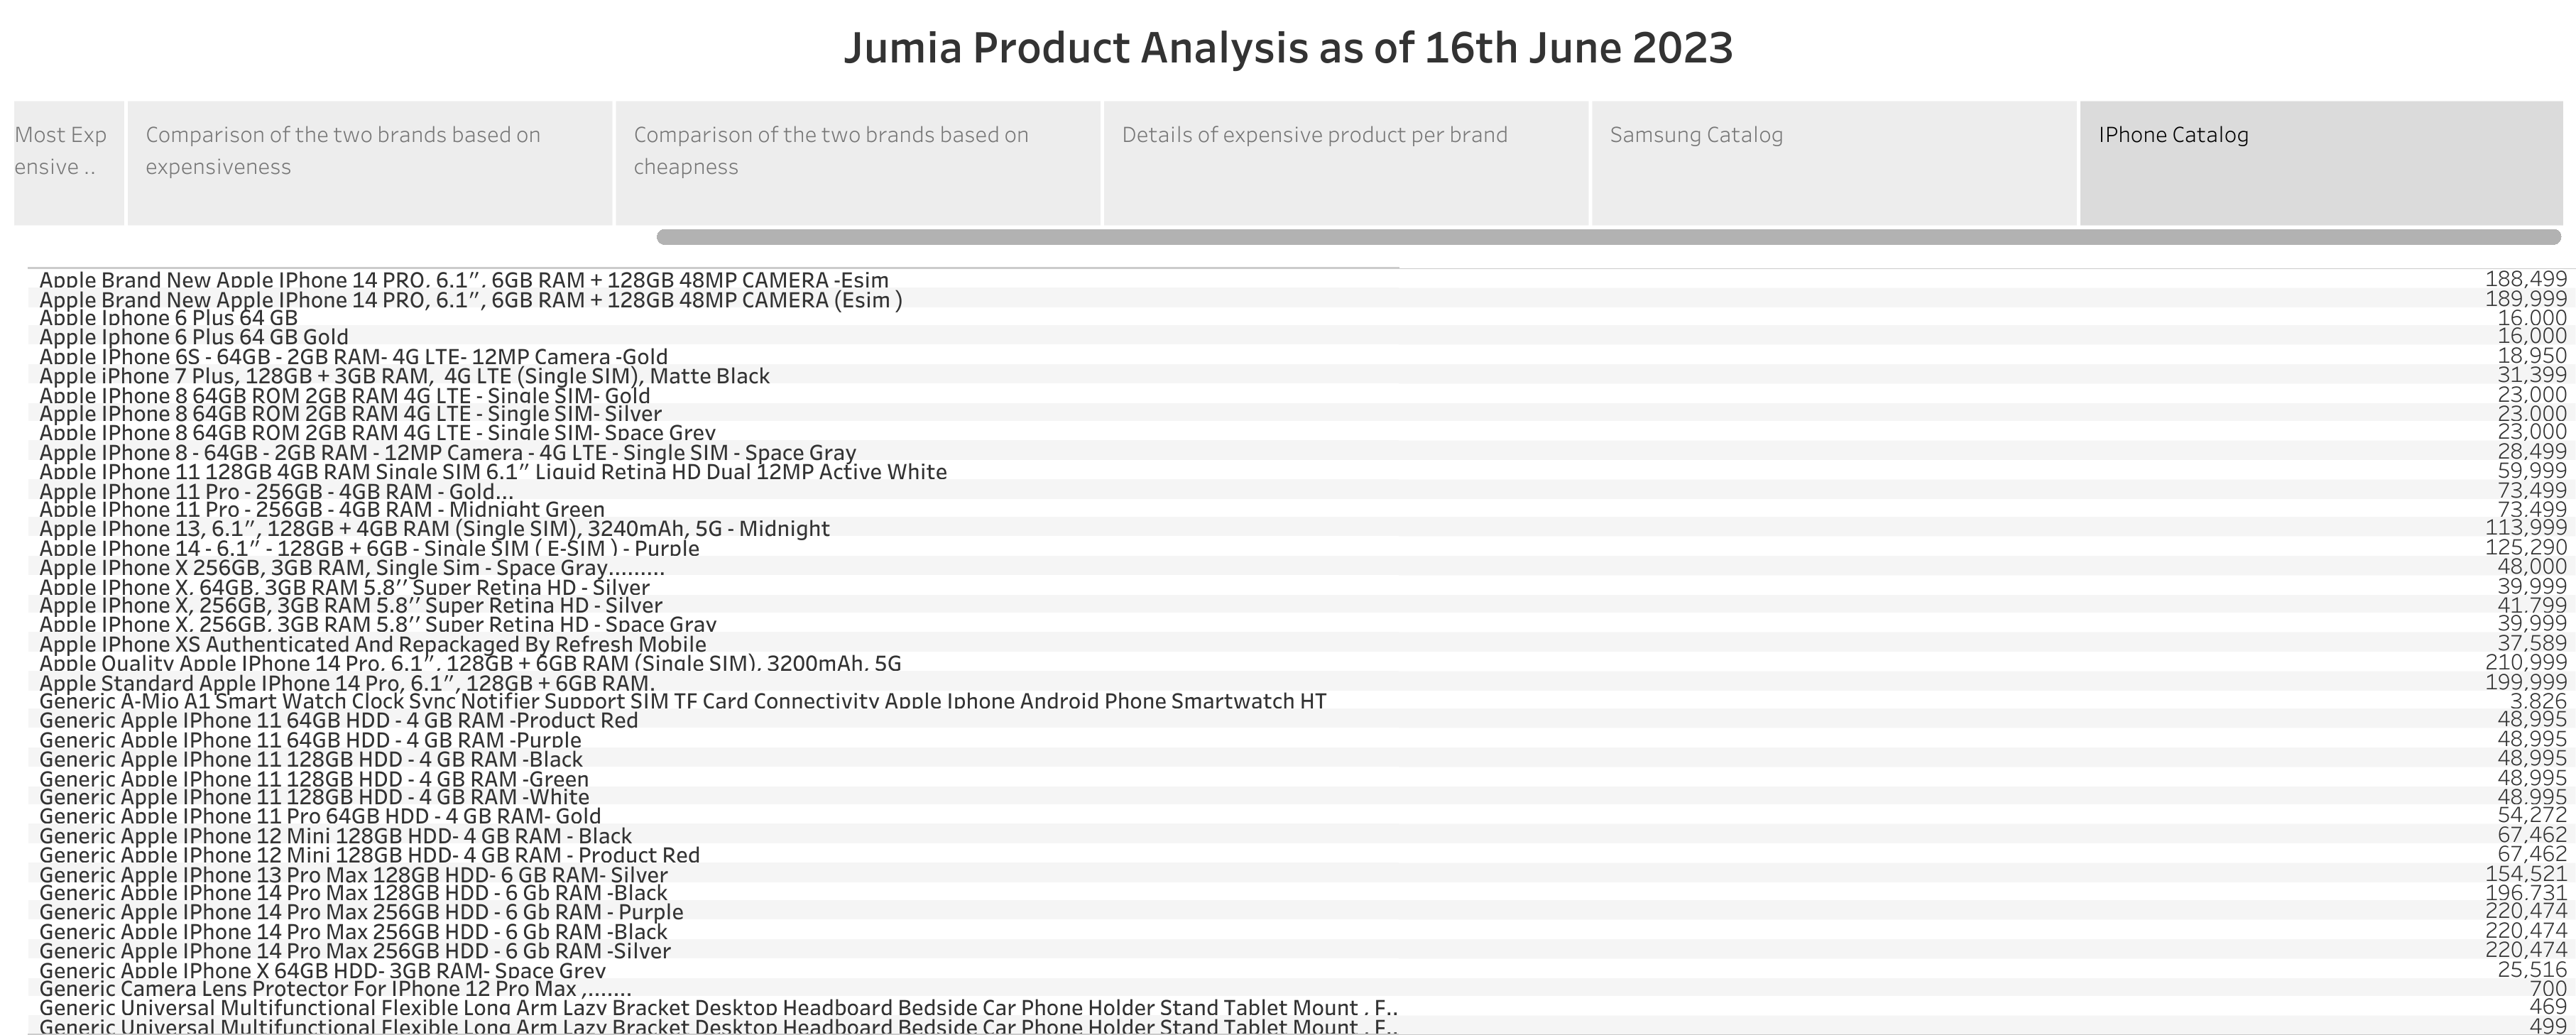 Jumia Product Analysis as of 16th June 2023
Most Exp
ensive ..
Comparison of the two brands based on
expensiveness
Comparison of the two brands based on
cheapness
Details of expensive product per brand
Samsung Catalog
IPhone Catalog
Apple Brand New Apple IPhone 14 PRO, 6.1″, 6GB RAM + 128GB 48MP CAMERA -Esim 188,499
Apple Brand New Apple IPhone 14 PRO, 6.1″, 6GB RAM + 128GB 48MP CAMERA (Esim ) 189,999
Apple Iphone 6 Plus 64 GB 16,000
Apple Iphone 6 Plus 64 GB Gold 16,000
Apple IPhone 6S - 64GB - 2GB RAM- 4G LTE- 12MP Camera -Gold 18,950
Apple iPhone 7 Plus, 128GB + 3GB RAM,  4G LTE (Single SIM), Matte Black 31,399
Apple IPhone 8 64GB ROM 2GB RAM 4G LTE - Single SIM- Gold 23,000
Apple IPhone 8 64GB ROM 2GB RAM 4G LTE - Single SIM- Silver 23,000
Apple IPhone 8 64GB ROM 2GB RAM 4G LTE - Single SIM- Space Grey 23,000
Apple IPhone 8 - 64GB - 2GB RAM - 12MP Camera - 4G LTE - Single SIM - Space Gray 28,499
Apple IPhone 11 128GB 4GB RAM Single SIM 6.1″ Liquid Retina HD Dual 12MP Active White 59,999
Apple IPhone 11 Pro - 256GB - 4GB RAM - Gold... 73,499
Apple IPhone 11 Pro - 256GB - 4GB RAM - Midnight Green 73,499
Apple IPhone 13, 6.1″, 128GB + 4GB RAM (Single SIM), 3240mAh, 5G - Midnight 113,999
Apple IPhone 14 - 6.1″ - 128GB + 6GB - Single SIM ( E-SIM ) - Purple 125,290
Apple IPhone X 256GB, 3GB RAM, Single Sim - Space Gray......... 48,000
Apple IPhone X, 64GB, 3GB RAM 5.8′′ Super Retina HD - Silver 39,999
Apple IPhone X, 256GB, 3GB RAM 5.8′′ Super Retina HD - Silver 41,799
Apple IPhone X, 256GB, 3GB RAM 5.8′′ Super Retina HD - Space Gray 39,999
Apple IPhone XS Authenticated And Repackaged By Refresh Mobile 37,589
Apple Quality Apple IPhone 14 Pro, 6.1″, 128GB + 6GB RAM (Single SIM), 3200mAh, 5G 210,999
Apple Standard Apple IPhone 14 Pro, 6.1″, 128GB + 6GB RAM. 199,999
Generic A-Mio A1 Smart Watch Clock Sync Notifier Support SIM TF Card Connectivity Apple Iphone Android Phone Smartwatch HT 3,826
Generic Apple IPhone 11 64GB HDD - 4 GB RAM -Product Red 48,995
Generic Apple IPhone 11 64GB HDD - 4 GB RAM -Purple 48,995
Generic Apple IPhone 11 128GB HDD - 4 GB RAM -Black 48,995
Generic Apple IPhone 11 128GB HDD - 4 GB RAM -Green 48,995
Generic Apple IPhone 11 128GB HDD - 4 GB RAM -White 48,995
Generic Apple IPhone 11 Pro 64GB HDD - 4 GB RAM- Gold 54,272
Generic Apple IPhone 12 Mini 128GB HDD- 4 GB RAM - Black 67,462
Generic Apple IPhone 12 Mini 128GB HDD- 4 GB RAM - Product Red 67,462
Generic Apple IPhone 13 Pro Max 128GB HDD- 6 GB RAM- Silver 154,521
Generic Apple IPhone 14 Pro Max 128GB HDD - 6 Gb RAM -Black 196,731
Generic Apple IPhone 14 Pro Max 256GB HDD - 6 Gb RAM - Purple 220,474
Generic Apple IPhone 14 Pro Max 256GB HDD - 6 Gb RAM -Black 220,474
Generic Apple IPhone 14 Pro Max 256GB HDD - 6 Gb RAM -Silver 220,474
Generic Apple IPhone X 64GB HDD- 3GB RAM- Space Grey 25,516
Generic Camera Lens Protector For IPhone 12 Pro Max ,....... 700
Generic Universal Multifunctional Flexible Long Arm Lazy Bracket Desktop Headboard Bedside Car Phone Holder Stand Tablet Mount , F.. 469
Generic Universal Multifunctional Flexible Long Arm Lazy Bracket Desktop Headboard Bedside Car Phone Holder Stand Tablet Mount , F.. 499